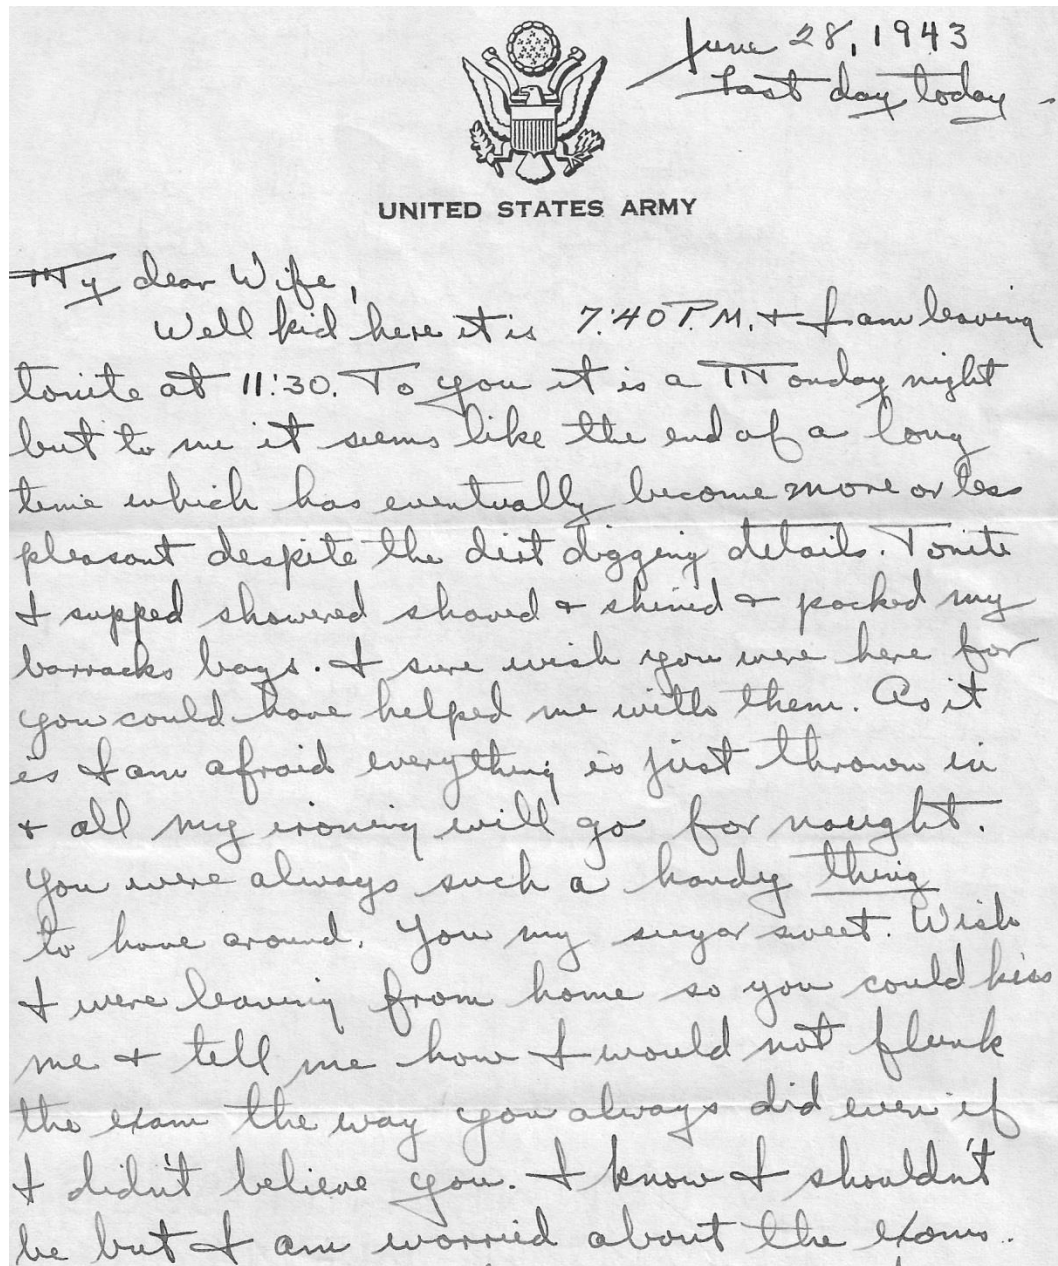 June 28, 1943
Last day today -
UNITED STATES ARMY
My dear Wife,
Well kid here it is 7:40 P.M. + I am leaving
tonite at 11:30. To you it is a Monday night
but to me it seems like the end of a long
time which has eventually become more or less
pleasant despite the dirt digging details. Tonite
I supped showered shaved + shined + packed my
barracks bags. I sure wish you were here for
you could have helped me with them. As it
is I am afraid everything is just thrown in
+ all my ironing will go for naught.
You were always such a handy thing
to have around. You my sugar sweet. Wish
I were leaving from home so you could kiss
me + tell me how I would not flunk
the exam the way you always did even if
I didn't believe you. I know I shouldn't
be but I am worried about the exams.